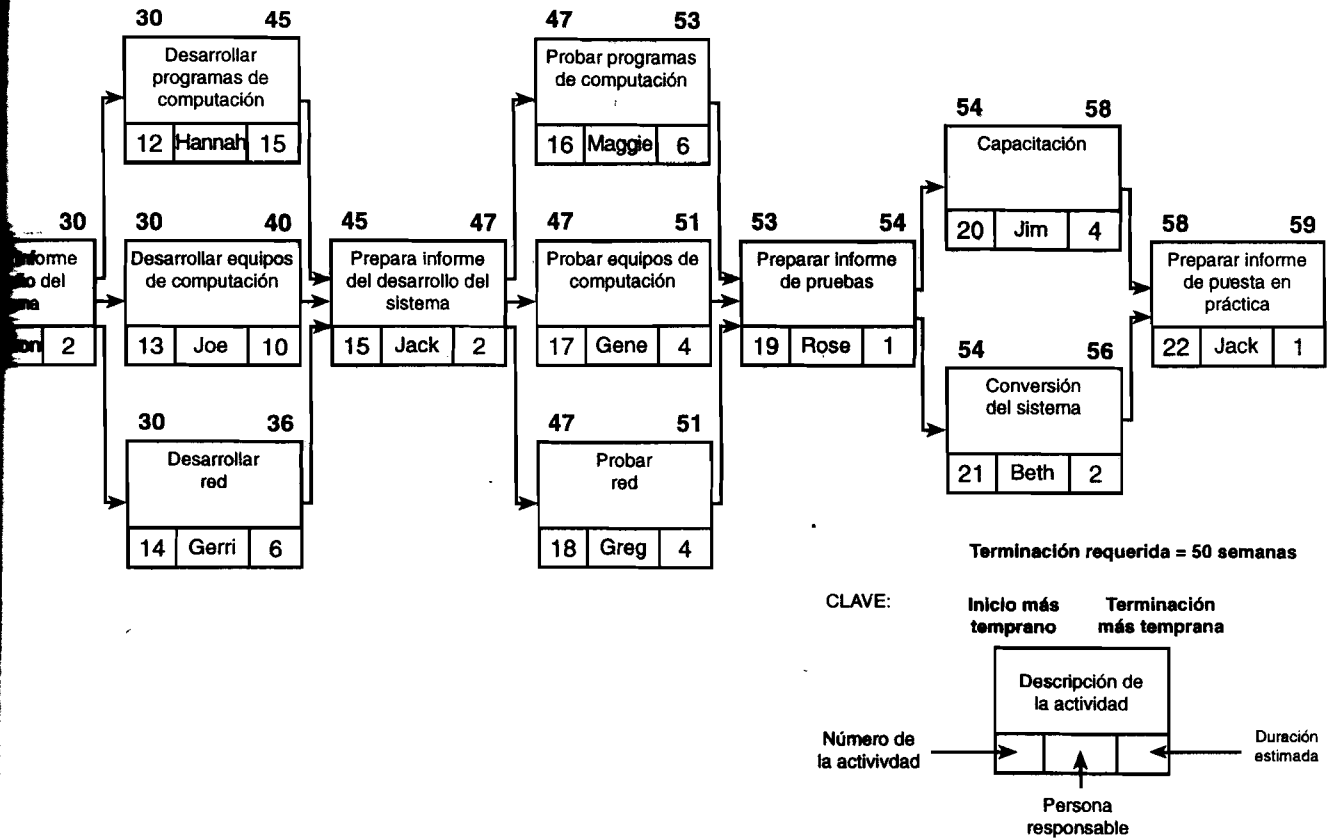 30 45
Desarrollar
programas de
computación
12 Hannah 15
47 53
Probar programas
de computación
16 Maggie 6
54 58
Capacitación
20 Jim 4
30
del
2
30 40
Desarrollar equipos
de computación
13 Joe 10
45 47
Prepara informe
del desarrollo del
sistema
15 Jack 2
47 51
Probar equipos de
computación
17 Gene 4
53 54
Preparar informe
de pruebas
19 Rose 1
58 59
Preparar informe
de puesta en
práctica
22 Jack 1
54 56
Conversión
del sistema
21 Beth 2
30 36
Desarrollar
red
14 Gerri 6
47 51
Probar
red
18 Greg 4
Terminación requerida = 50 semanas
CLAVE:
Inicio más
temprano
Terminación
más temprana
Descripción de
la actividad
Número de
la activivdad
Duración
estimada
Persona
responsable